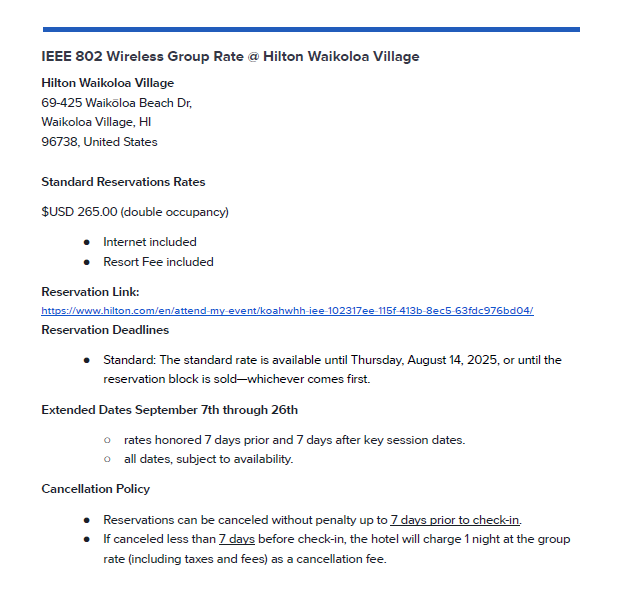 IEEE 802 Wireless Group Rate @ Hilton Waikoloa Village
Hilton Waikoloa Village
69-425 Waikōloa Beach Dr,
Waikoloa Village, HI
96738, United States
Standard Reservations Rates
$USD 265.00 (double occupancy)
● Internet included
● Resort Fee included
Reservation Link:
https://www.hilton.com/en/attend-my-event/koahwhh-iee-102317ee-115f-413b-8ec5-63fdc976bd04/
Reservation Deadlines
● Standard: The standard rate is available until Thursday, August 14, 2025, or until the
reservation block is sold—whichever comes first.
Extended Dates September 7th through 26th
○ rates honored 7 days prior and 7 days after key session dates.
○ all dates, subject to availability.
Cancellation Policy
● Reservations can be canceled without penalty up to 7 days prior to check-in.
● If canceled less than 7 days before check-in, the hotel will charge 1 night at the group
rate (including taxes and fees) as a cancellation fee.